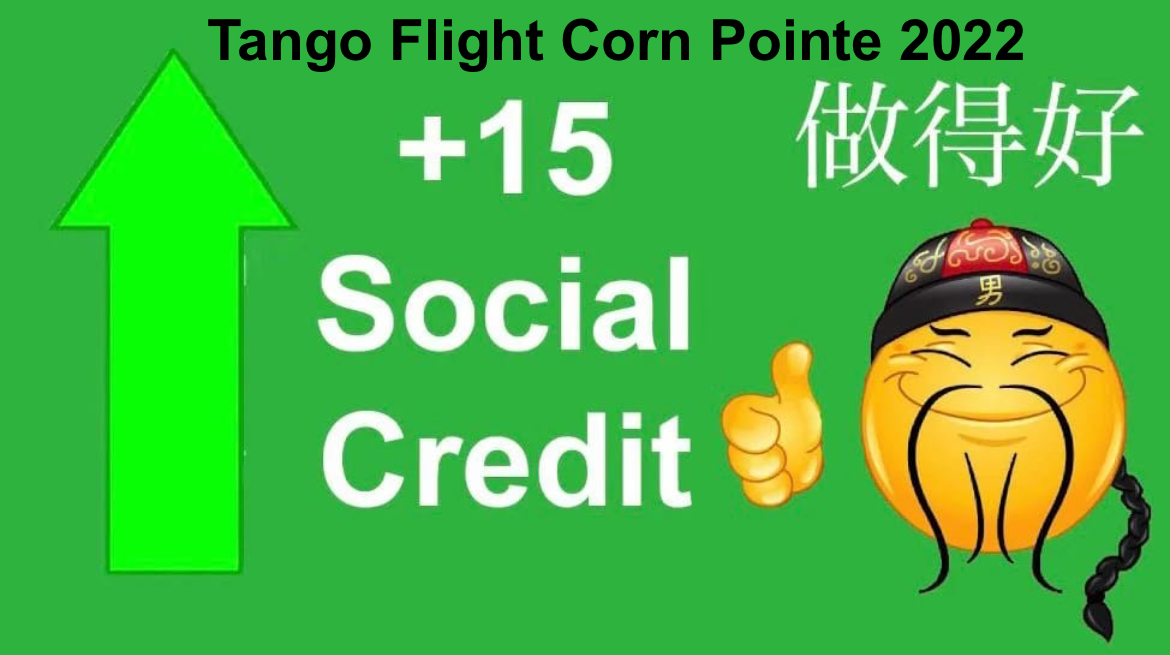 Tango Flight Corn Pointe 2022
+15
做得好
Social
Credit
男